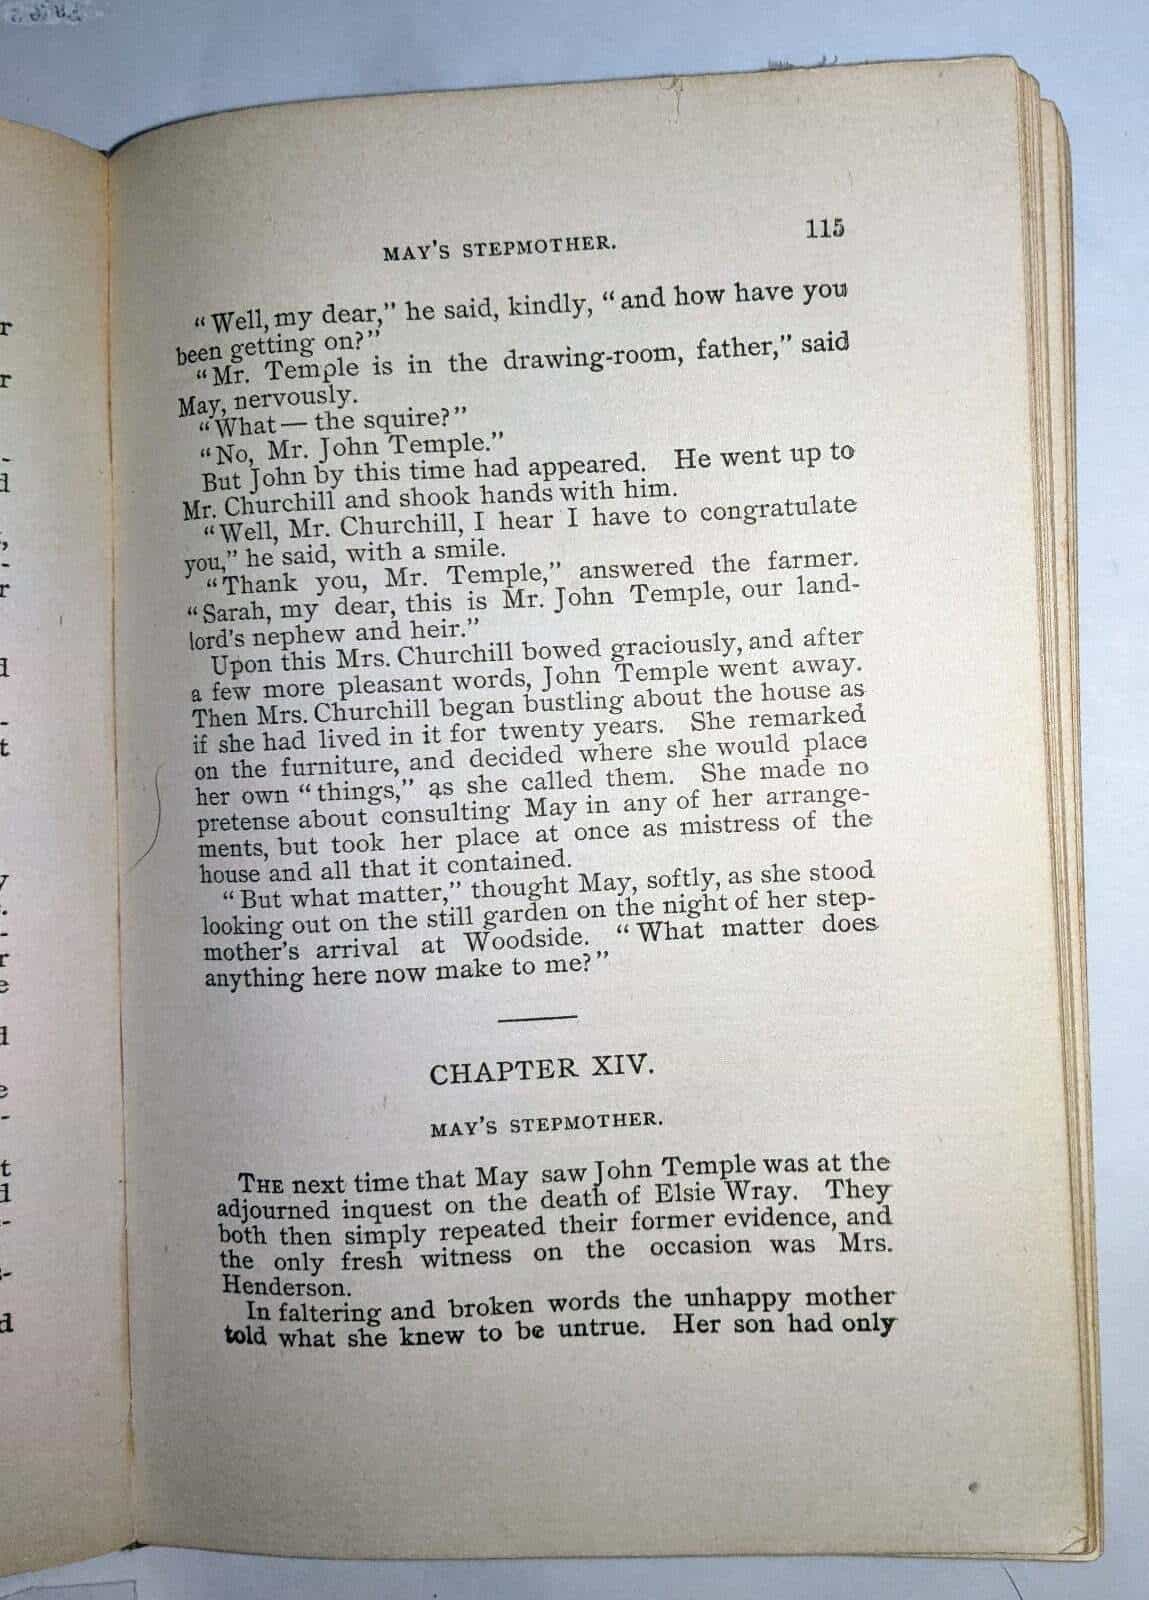 115
MAY'S STEPMOTHER.
"Well, my dear," he said, kindly, "and how have you
been getting on?"
"Mr. Temple is in the drawing-room, father," said
May, nervously.
"What — the squire?"
"No, Mr. John Temple."
But John by this time had appeared. He went up to
Mr. Churchill and shook hands with him.
"Well, Mr. Churchill, I hear I have to congratulate
you," he said, with a smile.
"Thank you, Mr. Temple," answered the farmer.
"Sarah, my dear, this is Mr. John Temple, our land-
lord's nephew and heir."
Upon this Mrs. Churchill bowed graciously, and after
a few more pleasant words, John Temple went away.
Then Mrs. Churchill began bustling about the house as
if she had lived in it for twenty years. She remarked
on the furniture, and decided where she would place
her own "things," as she called them. She made no
pretense about consulting May in any of her arrange-
ments, but took her place at once as mistress of the
house and all that it contained.
"But what matter," thought May, softly, as she stood
looking out on the still garden on the night of her step-
mother's arrival at Woodside. "What matter does
anything here now make to me?"
CHAPTER XIV.
MAY'S STEPMOTHER.
THE next time that May saw John Temple was at the
adjourned inquest on the death of Elsie Wray. They
both then simply repeated their former evidence, and
the only fresh witness on the occasion was Mrs.
Henderson.
In faltering and broken words the unhappy mother
told what she knew to be untrue. Her son had only